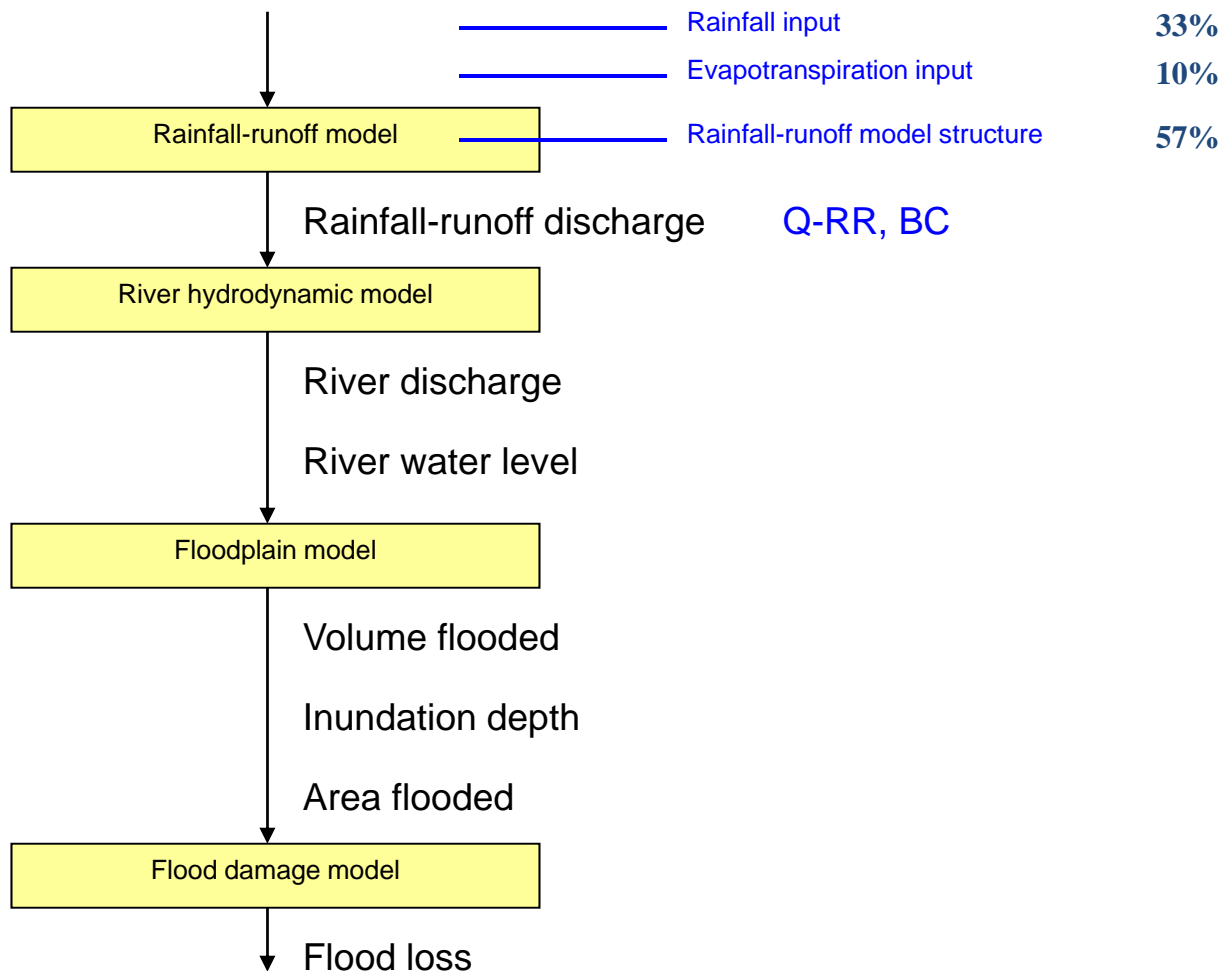 Rainfall input 33%
Evapotranspiration input 10%
Rainfall-runoff model Rainfall-runoff model structure 57%
Rainfall-runoff discharge Q-RR, BC
River hydrodynamic model
River discharge
River water level
Floodplain model
Volume flooded
Inundation depth
Area flooded
Flood damage model
Flood loss